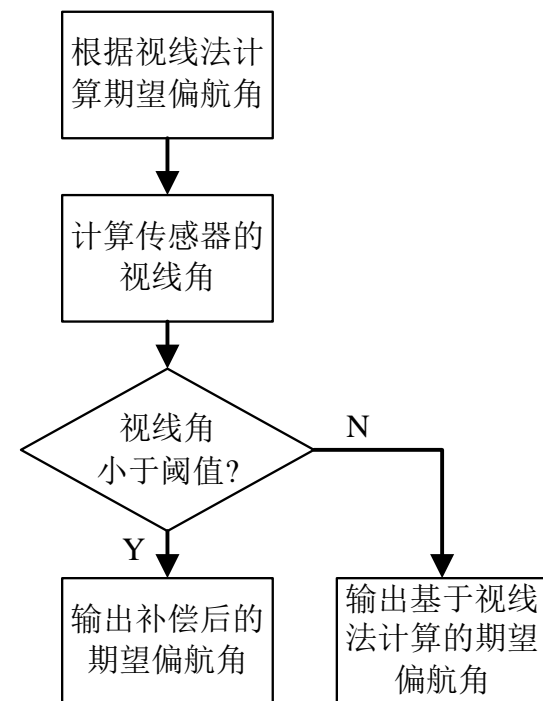 根据视线法计
算期望偏航角
计算传感器的
视线角
视线角
小于阈值?
N
Y
输出补偿后的
期望偏航角
输出基于视线
法计算的期望
偏航角